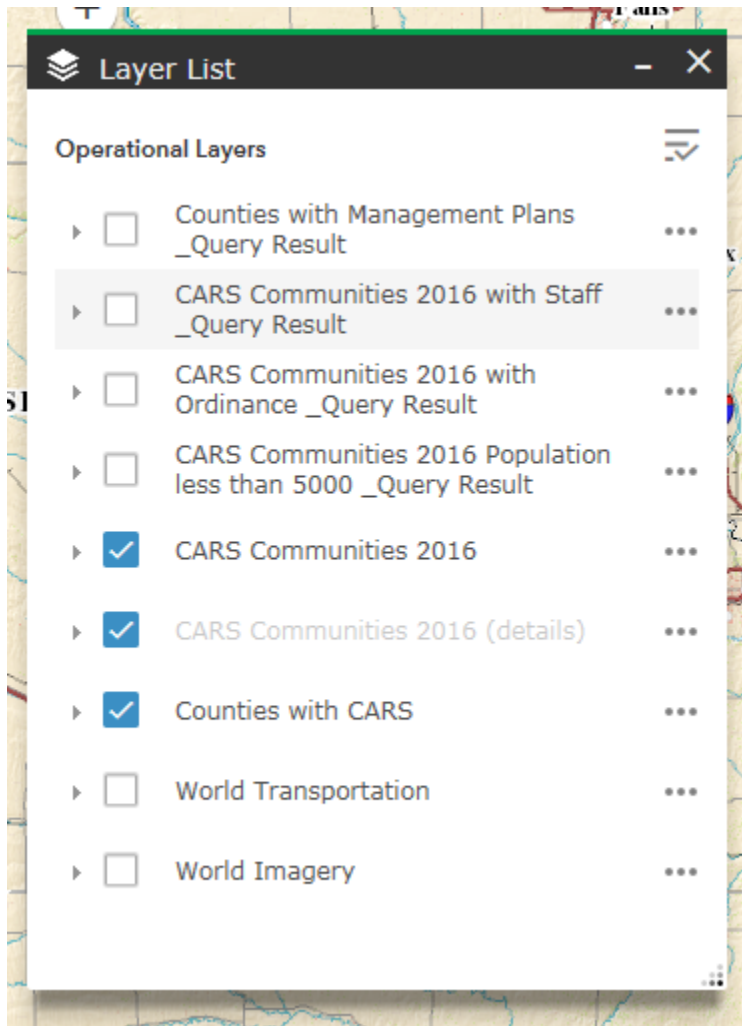 Layer List
Operational Layers
Counties with Management Plans
_Query Result
CARS Communities 2016 with Staff
_Query Result
CARS Communities 2016 with
Ordinance _Query Result
CARS Communities 2016 Population
less than 5000 _Query Result
CARS Communities 2016
CARS Communities 2016 (details)
Counties with CARS
World Transportation
World Imagery